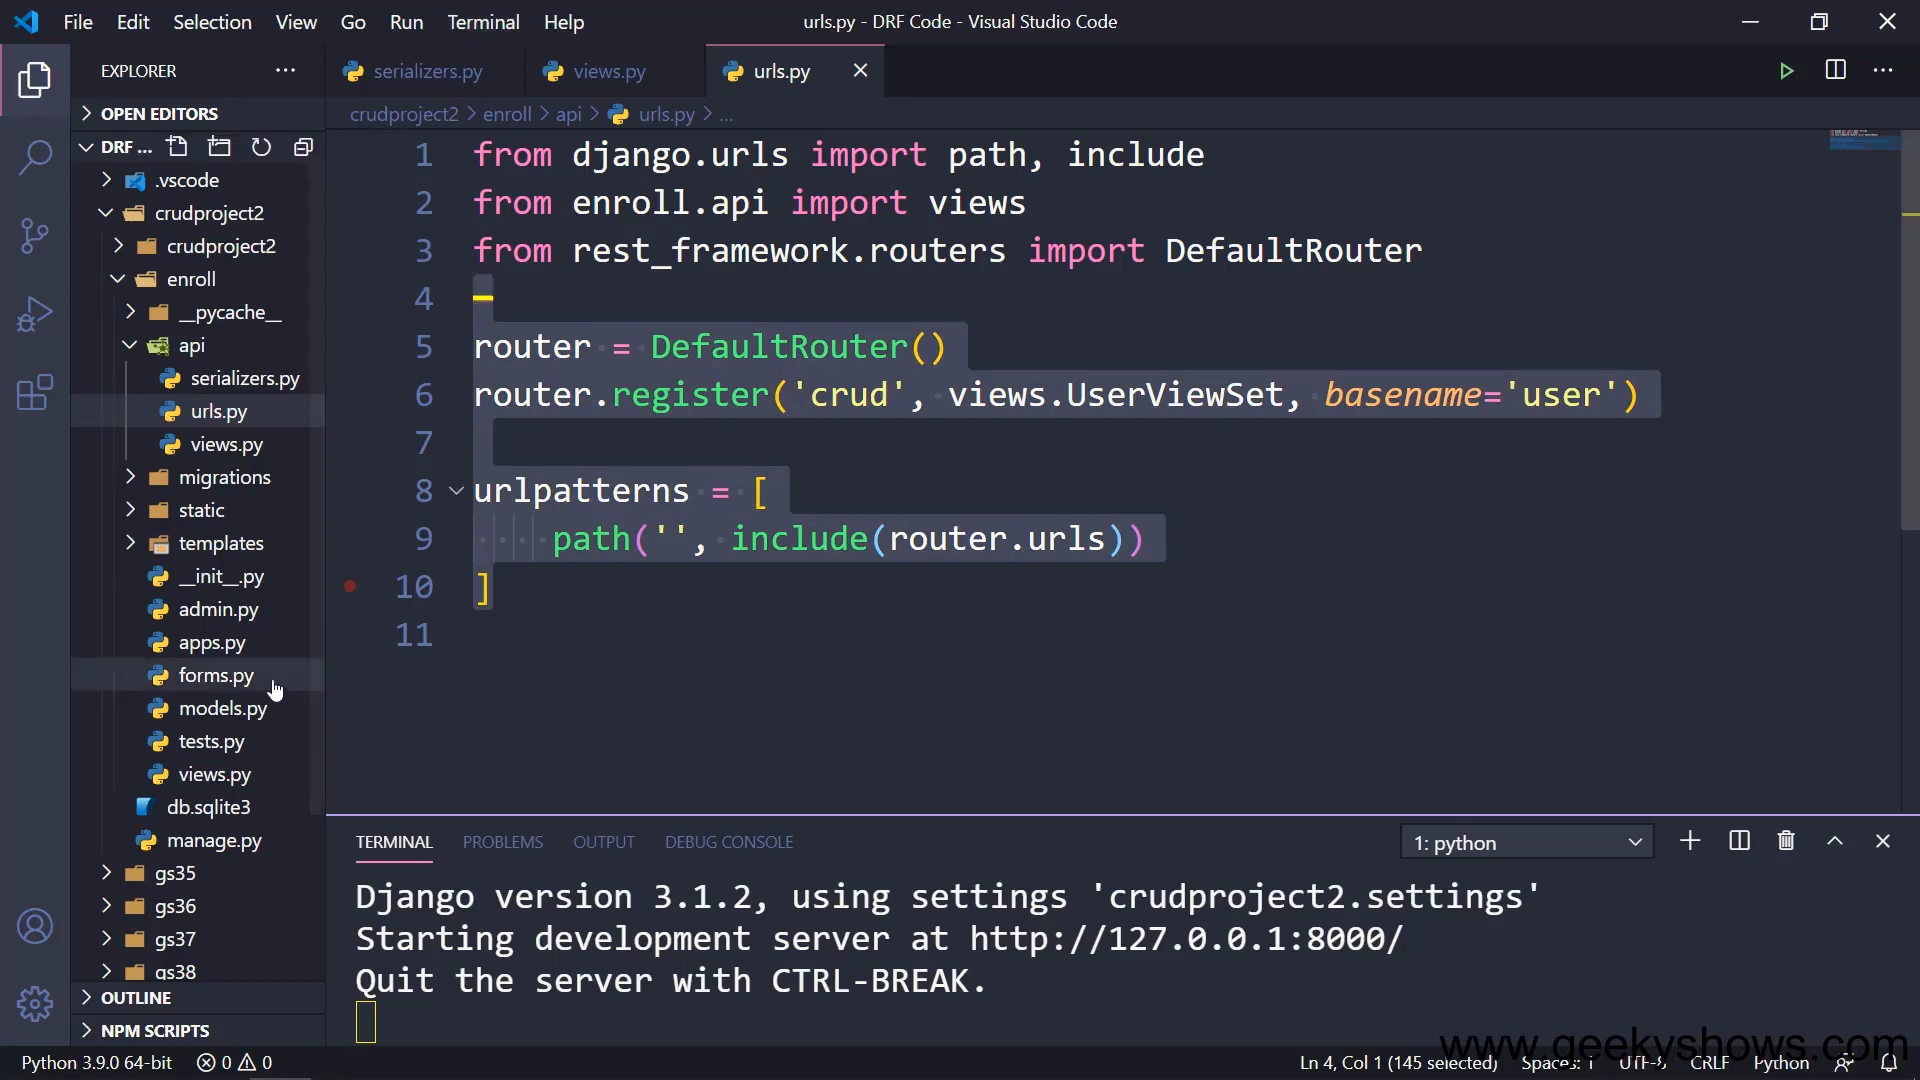 File Edit Selection View Go Run Terminal Help
urls.py - DRF Code - Visual Studio Code
EXPLORER
OPEN EDITORS
DRF ...
.vscode
crudproject2
crudproject2
enroll
__pycache__
api
serializers.py
urls.py
views.py
migrations
static
templates
__init__.py
admin.py
apps.py
forms.py
models.py
tests.py
views.py
db.sqlite3
manage.py
gs35
gs36
gs37
gs38
OUTLINE
NPM SCRIPTS
serializers.py views.py urls.py
crudproject2 > enroll > api > urls.py > ...
1 from django.urls import path, include
2 from enroll.api import views
3 from rest_framework.routers import DefaultRouter
4
5 router = DefaultRouter()
6 router.register('crud', views.UserViewSet, basename='user')
7
8 urlpatterns = [
9 path('', include(router.urls))
10 ]
11
TERMINAL PROBLEMS OUTPUT DEBUG CONSOLE 1: python
Django version 3.1.2, using settings 'crudproject2.settings'
Starting development server at http://127.0.0.1:8000/
Quit the server with CTRL-BREAK.
www.geekyshows.com
Python 3.9.0 64-bit 0 0 Ln 4, Col 1 (145 selected) Spaces: 1 UTF-8 CRLF Python